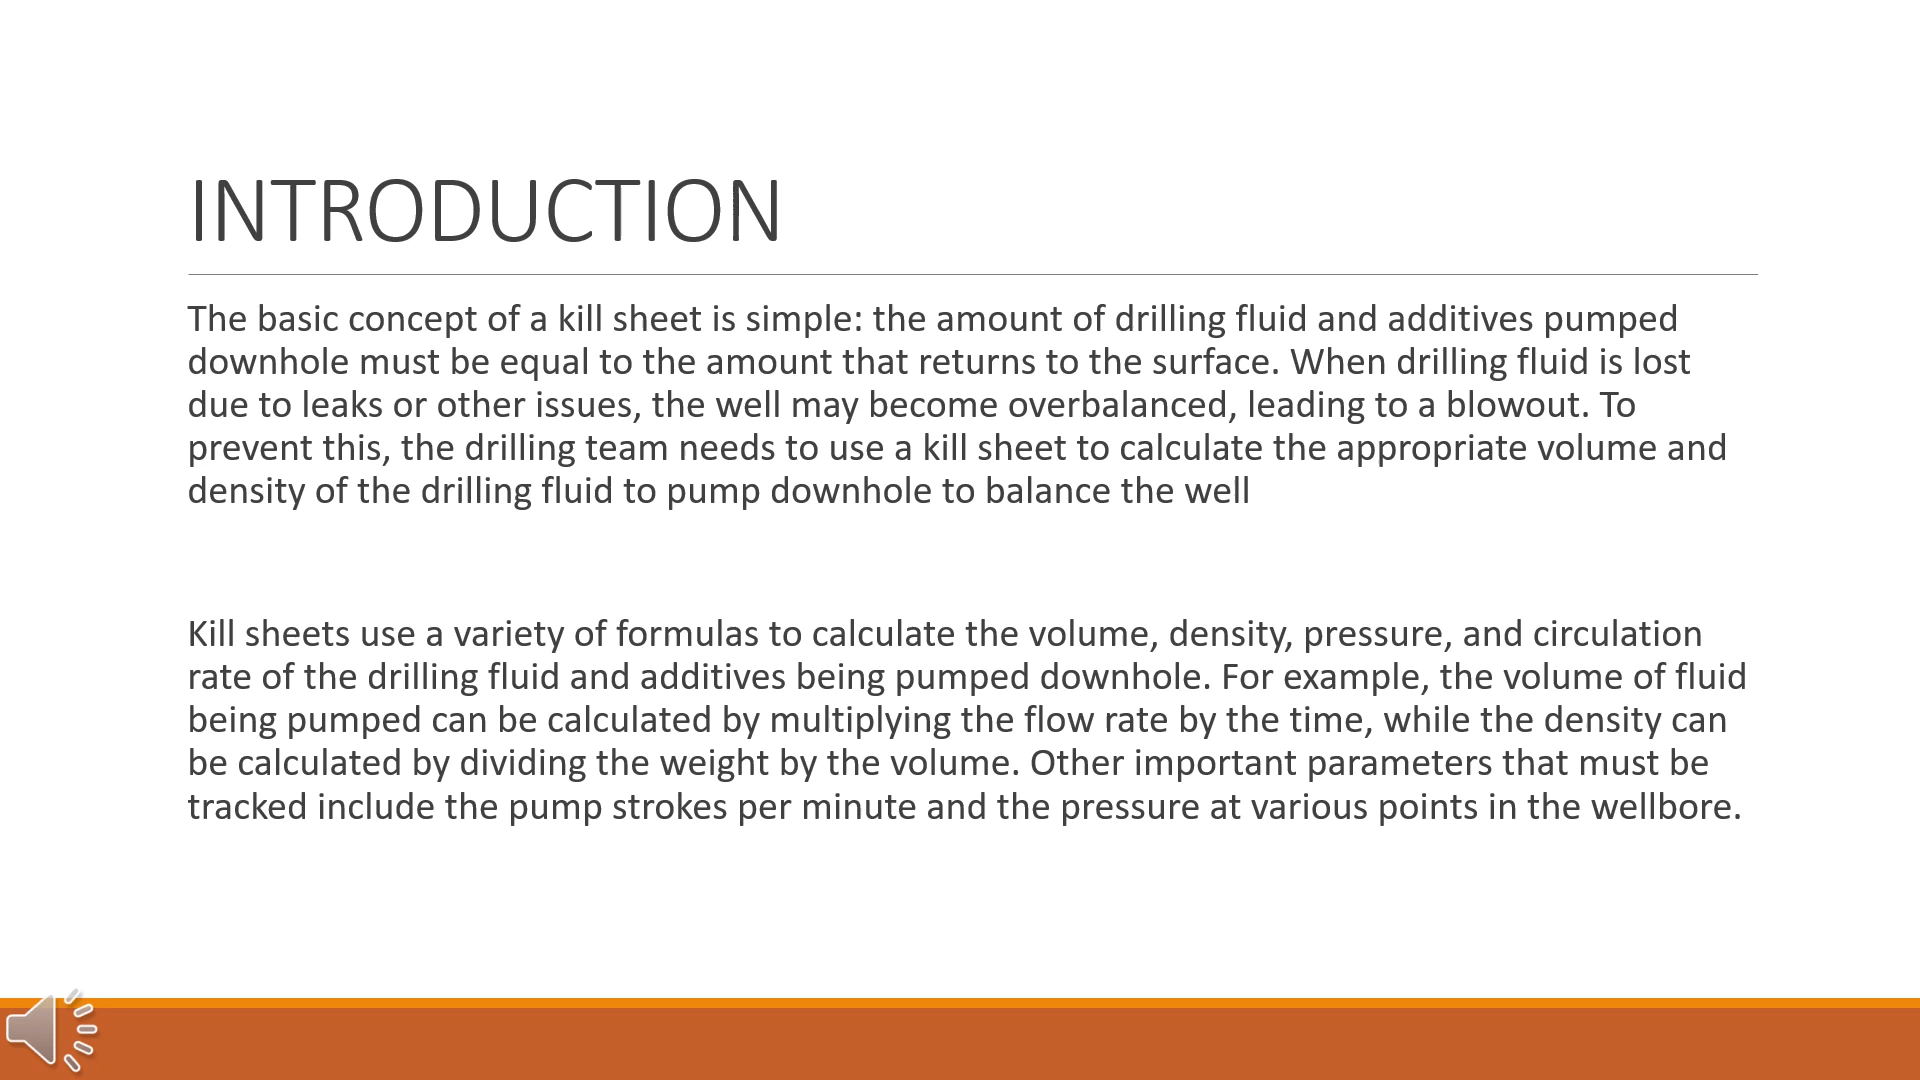 INTRODUCTION
The basic concept of a kill sheet is simple: the amount of drilling fluid and additives pumped
downhole must be equal to the amount that returns to the surface. When drilling fluid is lost
due to leaks or other issues, the well may become overbalanced, leading to a blowout. To
prevent this, the drilling team needs to use a kill sheet to calculate the appropriate volume and
density of the drilling fluid to pump downhole to balance the well
Kill sheets use a variety of formulas to calculate the volume, density, pressure, and circulation
rate of the drilling fluid and additives being pumped downhole. For example, the volume of fluid
being pumped can be calculated by multiplying the flow rate by the time, while the density can
be calculated by dividing the weight by the volume. Other important parameters that must be
tracked include the pump strokes per minute and the pressure at various points in the wellbore.